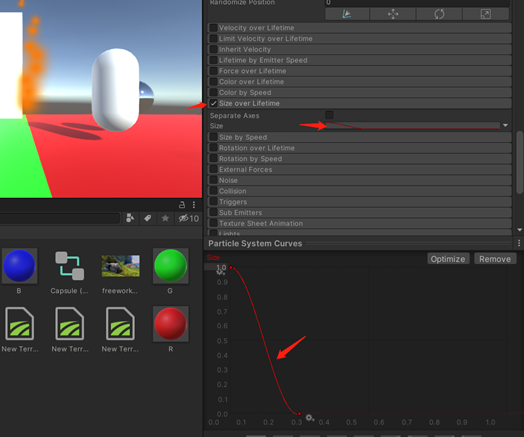 Randomize Position
0
Velocity over Lifetime
Limit Velocity over Lifetime
Inherit Velocity
Lifetime by Emitter Speed
Force over Lifetime
Color over Lifetime
Color by Speed
Size over Lifetime
Separate Axes
Size
Size by Speed
Rotation over Lifetime
Rotation by Speed
External Forces
Noise
Collision
Triggers
Sub Emitters
Texture Sheet Animation
Lights
10
Particle System Curves
Size
Optimize
Remove
1.0
0.9
0.8
0.7
0.6
0.5
0.4
0.3
0.2
0.1
0.0
0.0 0.1 0.2 0.3 0.4 0.5 0.6 0.7 0.8 0.9 1.0
B
Capsule (...
freework...
G
New Terr...
New Terr...
New Terr...
R